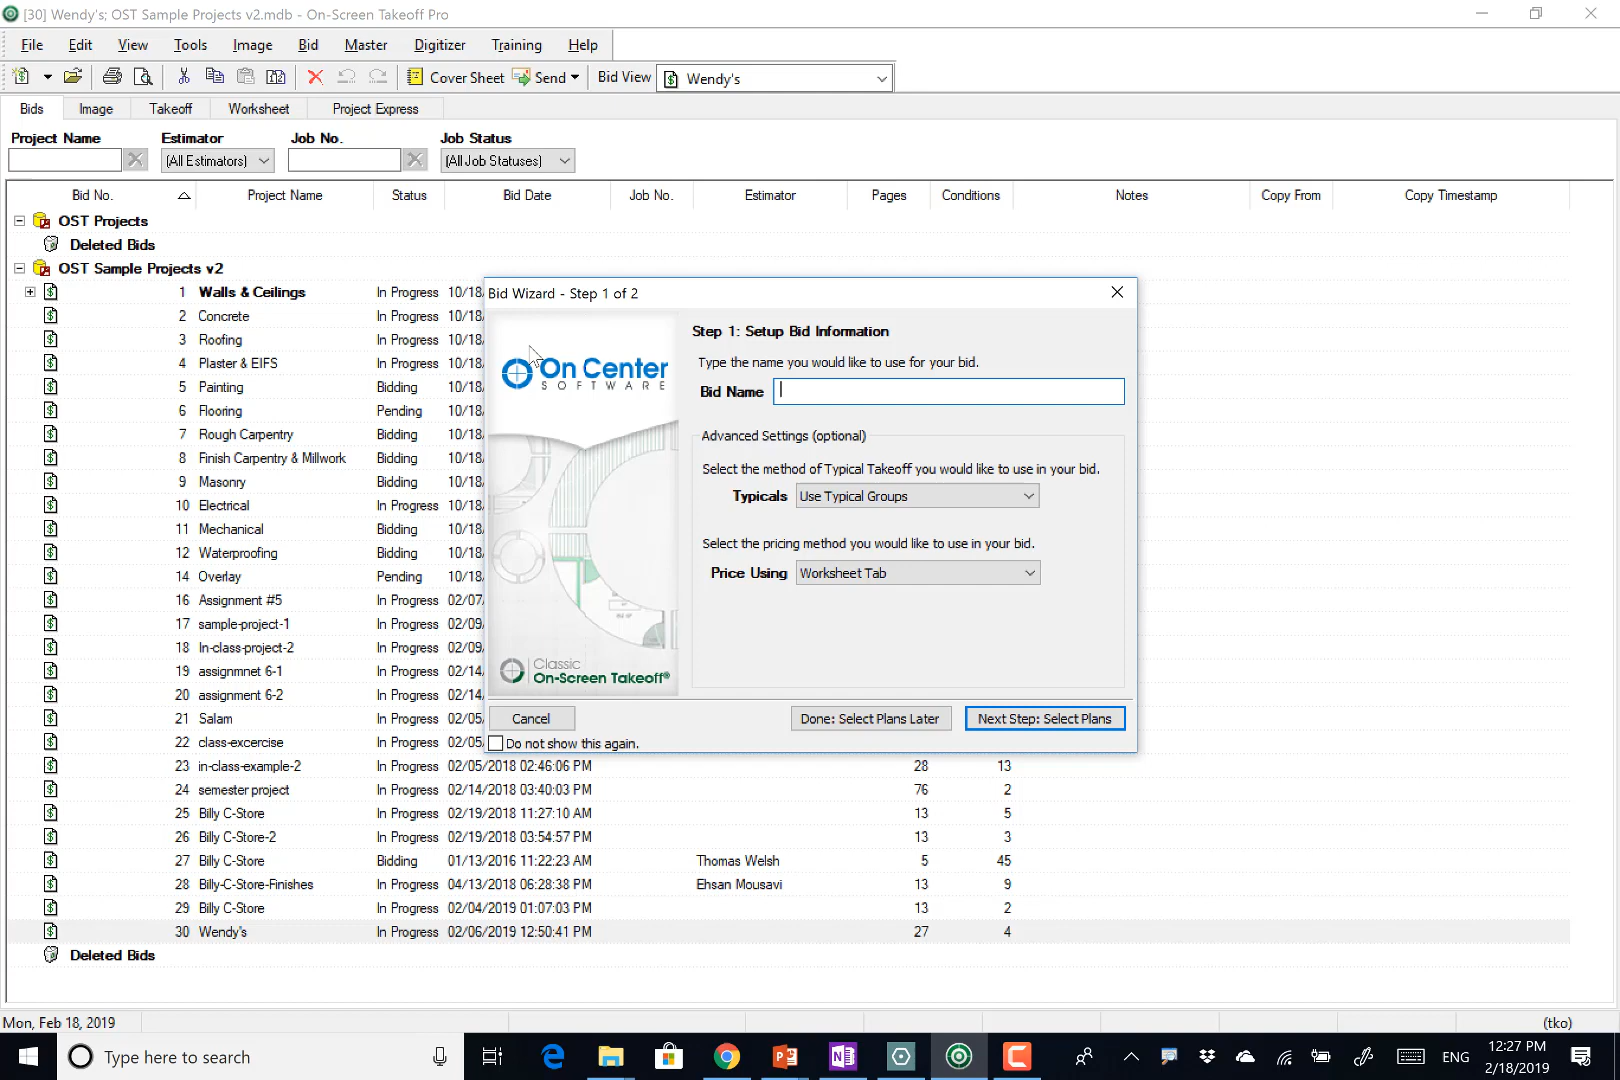 [30] Wendy's; OST Sample Projects v2.mdb - On-Screen Takeoff Pro
File Edit View Tools Image Bid Master Digitizer Training Help
Cover Sheet Send Bid View Wendy's
Bids Image Takeoff Worksheet Project Express
Project Name Estimator Job No. Job Status
(All Estimators) (All Job Statuses)
Bid No. Project Name Status Bid Date Job No. Estimator Pages Conditions Notes Copy From Copy Timestamp
OST Projects
Deleted Bids
OST Sample Projects v2
1 Walls & Ceilings In Progress 10/18/
2 Concrete In Progress 10/18/
3 Roofing In Progress 10/18/
4 Plaster & EIFS In Progress 10/18/
5 Painting Bidding 10/18/
6 Flooring Pending 10/18/
7 Rough Carpentry Bidding 10/18/
8 Finish Carpentry & Millwork Bidding 10/18/
9 Masonry Bidding 10/18/
10 Electrical In Progress 10/18/
11 Mechanical Bidding 10/18/
12 Waterproofing Bidding 10/18/
14 Overlay Pending 10/18/
16 Assignment #5 In Progress 02/07/
17 sample-project-1 In Progress 02/09/
18 In-class-project-2 In Progress 02/09/
19 assignmnet 6-1 In Progress 02/14/
20 assignment 6-2 In Progress 02/14/
21 Salam In Progress 02/05/
22 class-excercise In Progress 02/05/
23 in-class-example-2 In Progress 02/05/2018 02:46:06 PM 28 13
24 semester project In Progress 02/14/2018 03:40:03 PM 76 2
25 Billy C-Store In Progress 02/19/2018 11:27:10 AM 13 5
26 Billy C-Store-2 In Progress 02/19/2018 03:54:57 PM 13 3
27 Billy C-Store Bidding 01/13/2016 11:22:23 AM Thomas Welsh 5 45
28 Billy-C-Store-Finishes In Progress 04/13/2018 06:28:38 PM Ehsan Mousavi 13 9
29 Billy C-Store In Progress 02/04/2019 01:07:03 PM 13 2
30 Wendy's In Progress 02/06/2019 12:50:41 PM 27 4
Deleted Bids
Bid Wizard - Step 1 of 2
On Center
SOFTWARE
Classic
On-Screen Takeoff®
Step 1: Setup Bid Information
Type the name you would like to use for your bid.
Bid Name
Advanced Settings (optional)
Select the method of Typical Takeoff you would like to use in your bid.
Typicals Use Typical Groups
Select the pricing method you would like to use in your bid.
Price Using Worksheet Tab
Cancel Done: Select Plans Later Next Step: Select Plans
Do not show this again.
Mon, Feb 18, 2019 (tko)
Type here to search
ENG
12:27 PM
2/18/2019